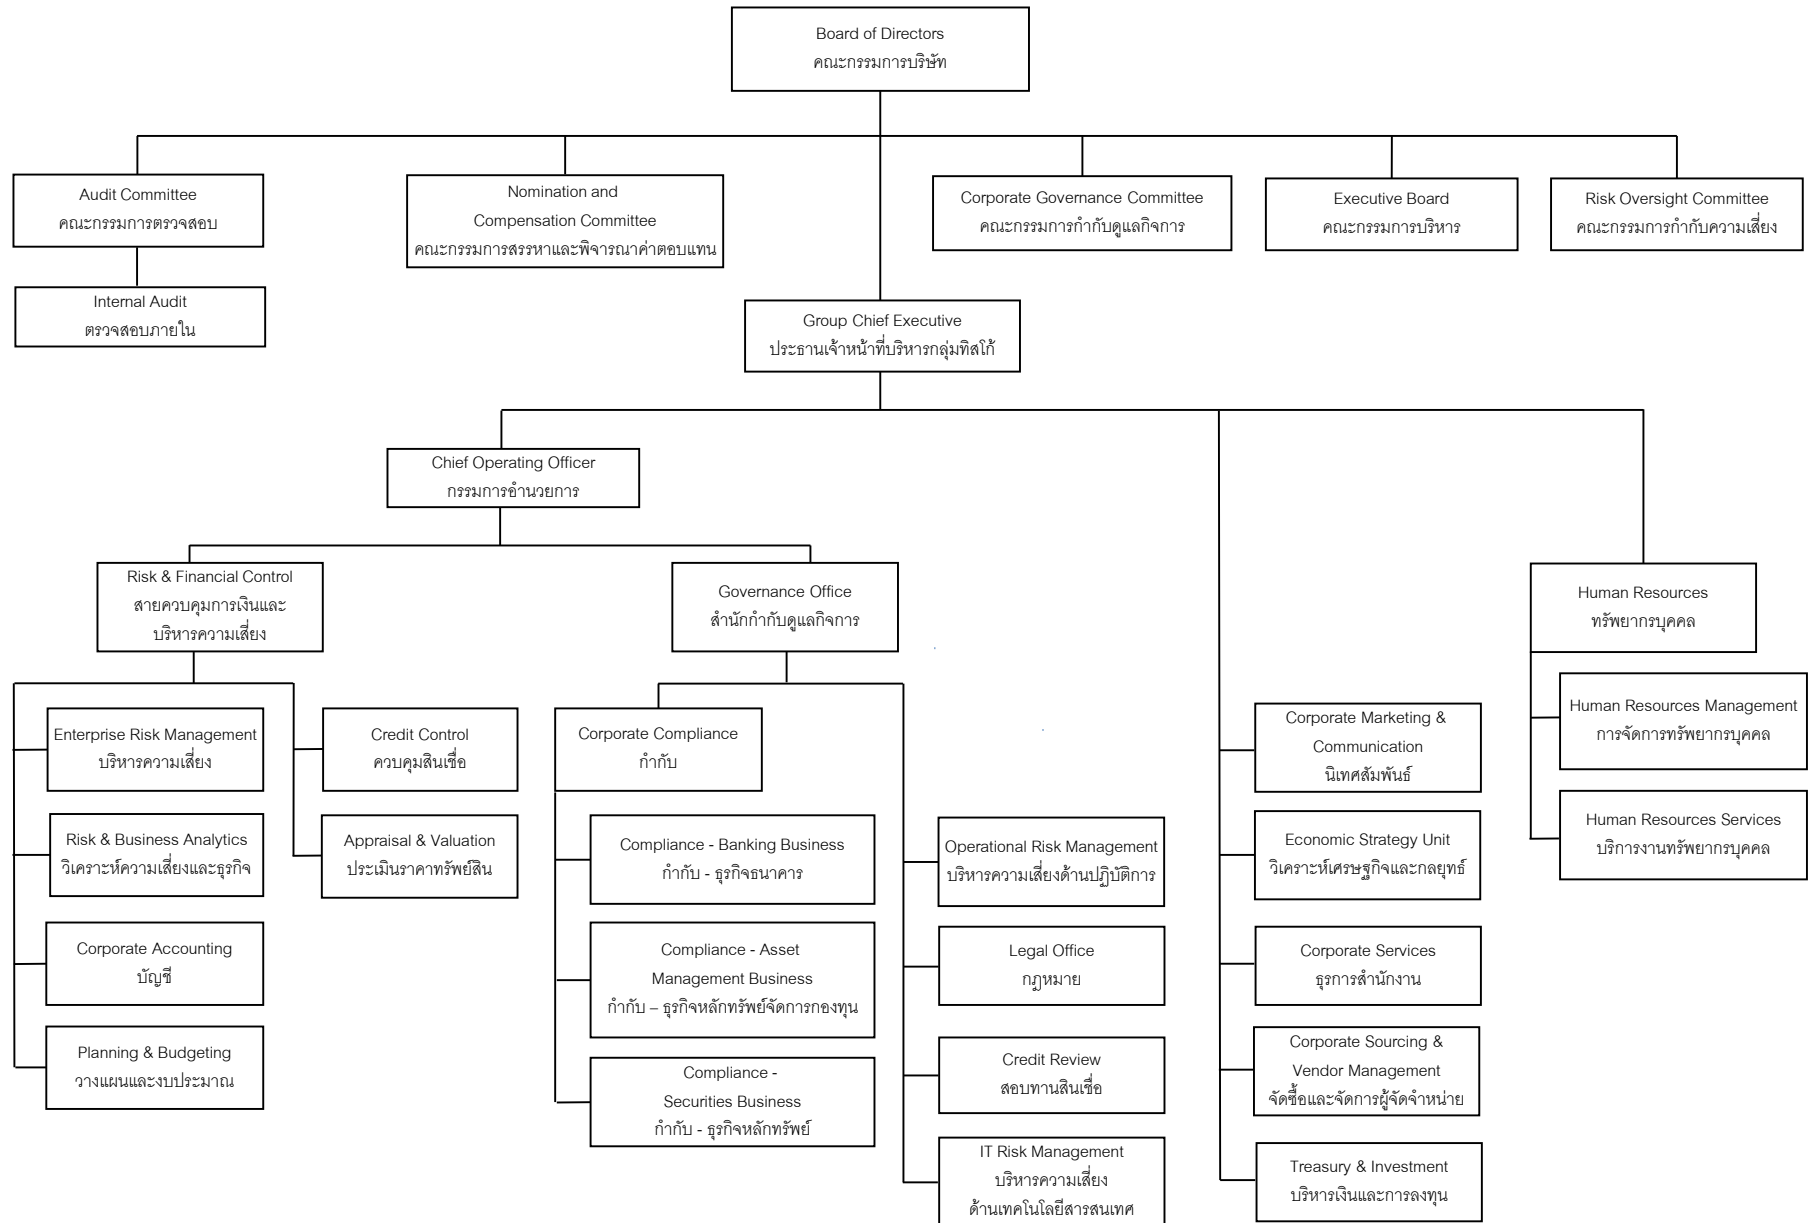 Board of Directors
คณะกรรมการบริษัท
Audit Committee
คณะกรรมการตรวจสอบ
Nomination and
Compensation Committee
คณะกรรมการสรรหาและพิจารณาค่าตอบแทน
Corporate Governance Committee
คณะกรรมการกำกับดูแลกิจการ
Executive Board
คณะกรรมการบริหาร
Risk Oversight Committee
คณะกรรมการกำกับความเสี่ยง
Internal Audit
ตรวจสอบภายใน
Group Chief Executive
ประธานเจ้าหน้าที่บริหารกลุ่มทิสโก้
Chief Operating Officer
กรรมการอำนวยการ
Risk & Financial Control
สายควบคุมการเงินและ
บริหารความเสี่ยง
Governance Office
สำนักกำกับดูแลกิจการ
Human Resources
ทรัพยากรบุคคล
Enterprise Risk Management
บริหารความเสี่ยง
Risk & Business Analytics
วิเคราะห์ความเสี่ยงและธุรกิจ
Corporate Accounting
บัญชี
Planning & Budgeting
วางแผนและงบประมาณ
Credit Control
ควบคุมสินเชื่อ
Appraisal & Valuation
ประเมินราคาทรัพย์สิน
Corporate Compliance
กำกับ
Compliance - Banking Business
กำกับ - ธุรกิจธนาคาร
Compliance - Asset
Management Business
กำกับ – ธุรกิจหลักทรัพย์จัดการกองทุน
Compliance -
Securities Business
กำกับ - ธุรกิจหลักทรัพย์
Operational Risk Management
บริหารความเสี่ยงด้านปฏิบัติการ
Legal Office
กฎหมาย
Credit Review
สอบทานสินเชื่อ
IT Risk Management
บริหารความเสี่ยง
ด้านเทคโนโลยีสารสนเทศ
Corporate Marketing &
Communication
นิเทศสัมพันธ์
Economic Strategy Unit
วิเคราะห์เศรษฐกิจและกลยุทธ์
Corporate Services
ธุรการสำนักงาน
Corporate Sourcing &
Vendor Management
จัดซื้อและจัดการผู้จัดจำหน่าย
Treasury & Investment
บริหารเงินและการลงทุน
Human Resources Management
การจัดการทรัพยากรบุคคล
Human Resources Services
บริการงานทรัพยากรบุคคล